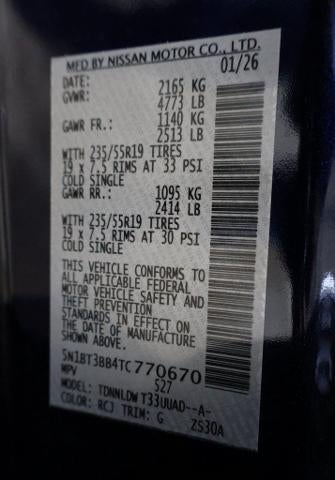 MFD BY NISSAN MOTOR CO., LTD.
DATE: 01/26
GVWR: 2165 KG
4773 LB
GAWR FR.: 1140 KG
2513 LB
WITH 235/55R19 TIRES
19 x 7.5 RIMS AT 33 PSI
COLD SINGLE
GAWR RR.: 1095 KG
2414 LB
WITH 235/55R19 TIRES
19 x 7.5 RIMS AT 30 PSI
COLD SINGLE
THIS VEHICLE CONFORMS TO
ALL APPLICABLE FEDERAL
MOTOR VEHICLE SAFETY AND
THEFT PREVENTION
STANDARDS IN EFFECT ON
THE DATE OF MANUFACTURE
SHOWN ABOVE.
5N1BT3BB4TC770670
MPV 527
MODEL: TDNNLDW T33UUAD--A-
COLOR: RCJ TRIM: G ZS30A